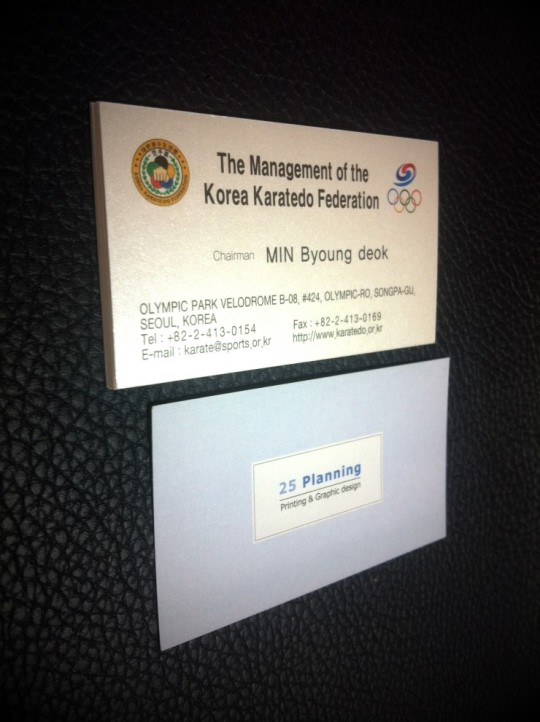 The Management of the
Korea Karatedo Federation
Chairman MIN Byoung deok
OLYMPIC PARK VELODROME B-08, #424, OLYMPIC-RO, SONGPA-GU,
SEOUL, KOREA
Tel : +82-2-413-0154 Fax : +82-2-413-0169
E-mail : karate@sports.or.kr http://www.karatedo.or.kr
25 Planning
Printing & Graphic design